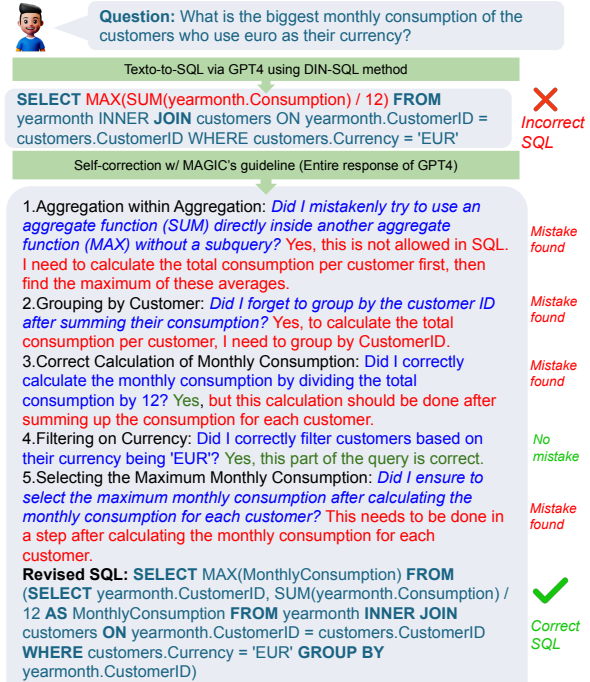 Question: What is the biggest monthly consumption of the
customers who use euro as their currency?
Texto-to-SQL via GPT4 using DIN-SQL method
SELECT MAX(SUM(yearmonth.Consumption) / 12) FROM
yearmonth INNER JOIN customers ON yearmonth.CustomerID =
customers.CustomerID WHERE customers.Currency = 'EUR'
Incorrect
SQL
Self-correction w/ MAGIC's guideline (Entire response of GPT4)
1.Aggregation within Aggregation: Did I mistakenly try to use an
aggregate function (SUM) directly inside another aggregate
function (MAX) without a subquery? Yes, this is not allowed in SQL.
I need to calculate the total consumption per customer first, then
find the maximum of these averages.
Mistake
found
2.Grouping by Customer: Did I forget to group by the customer ID
after summing their consumption? Yes, to calculate the total
consumption per customer, I need to group by CustomerID.
Mistake
found
3.Correct Calculation of Monthly Consumption: Did I correctly
calculate the monthly consumption by dividing the total
consumption by 12? Yes, but this calculation should be done after
summing up the consumption for each customer.
Mistake
found
4.Filtering on Currency: Did I correctly filter customers based on
their currency being 'EUR'? Yes, this part of the query is correct.
No
mistake
5.Selecting the Maximum Monthly Consumption: Did I ensure to
select the maximum monthly consumption after calculating the
monthly consumption for each customer? This needs to be done in
a step after calculating the monthly consumption for each
customer.
Mistake
found
Revised SQL: SELECT MAX(MonthlyConsumption) FROM
(SELECT yearmonth.CustomerID, SUM(yearmonth.Consumption) /
12 AS MonthlyConsumption FROM yearmonth INNER JOIN
customers ON yearmonth.CustomerID = customers.CustomerID
WHERE customers.Currency = 'EUR' GROUP BY
yearmonth.CustomerID)
Correct
SQL